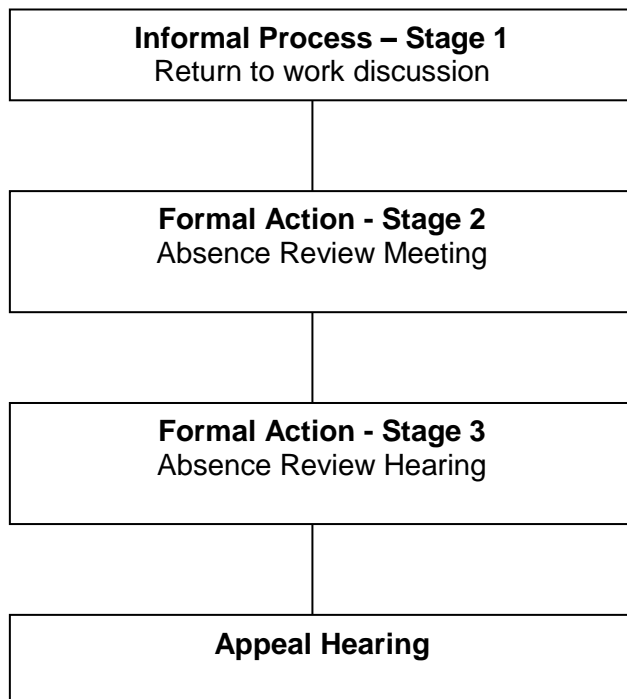 Informal Process – Stage 1
Return to work discussion
Formal Action - Stage 2
Absence Review Meeting
Formal Action - Stage 3
Absence Review Hearing
Appeal Hearing